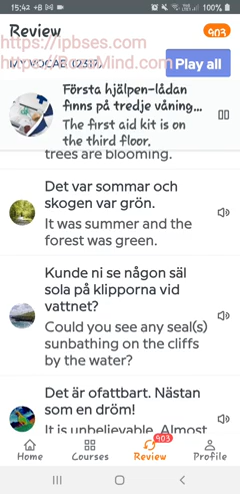 15:43 +B
100%
Review
903
https://ipbses.com
MY VOCAB (2319)
Play all
Första hjälpen-lådan
finns på tredje våning...
The first aid kit is on
the third floor.
trees are blooming.
Det var sommar och
skogen var grön.
It was summer and the
forest was green.
Kunde ni se någon säl
sola på klipporna vid
vattnet?
Could you see any seal(s)
sunbathing on the cliffs
by the water?
Det är ofattbart. Nästan
som en dröm!
It is unbelievable. Almost
903
Home Courses Review Profile